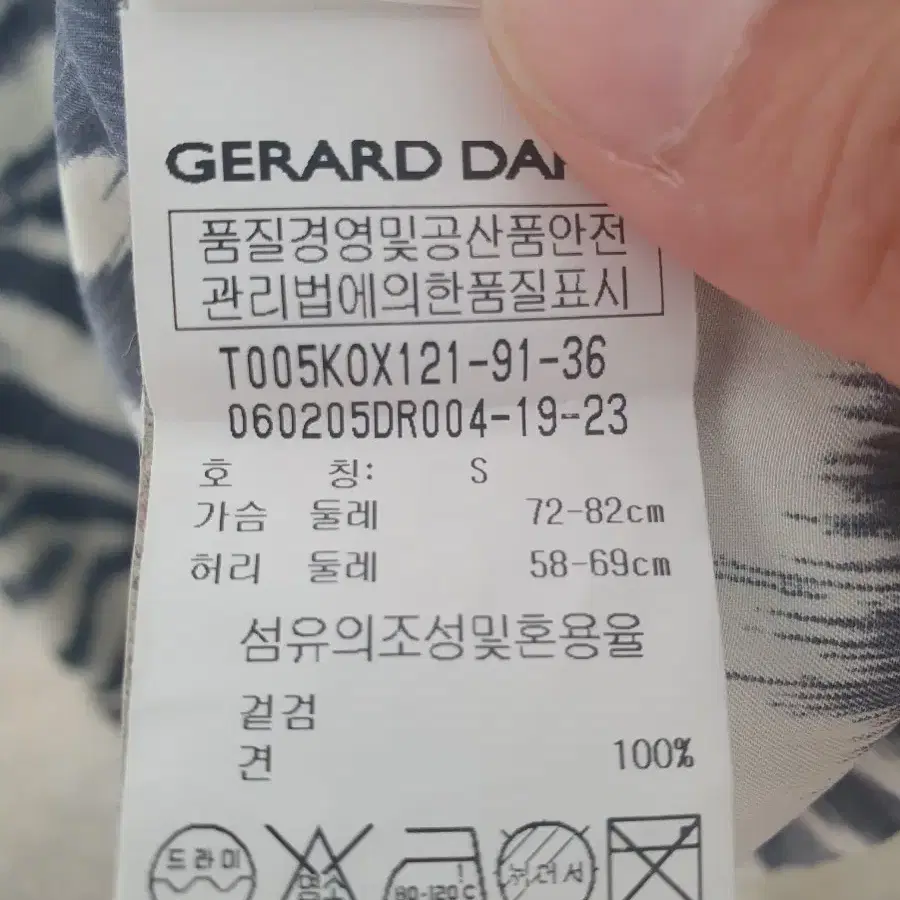 GERARD
품질경영및공산품안전
관리법에의한품질표시
T005K0X121-91-36
060205DR004-19-23
호 칭: S
가슴 둘레 72-82cm
허리 둘레 58-69cm
섬유의조성및혼용율
겉검
견 100%
드라이
염소
80-120℃